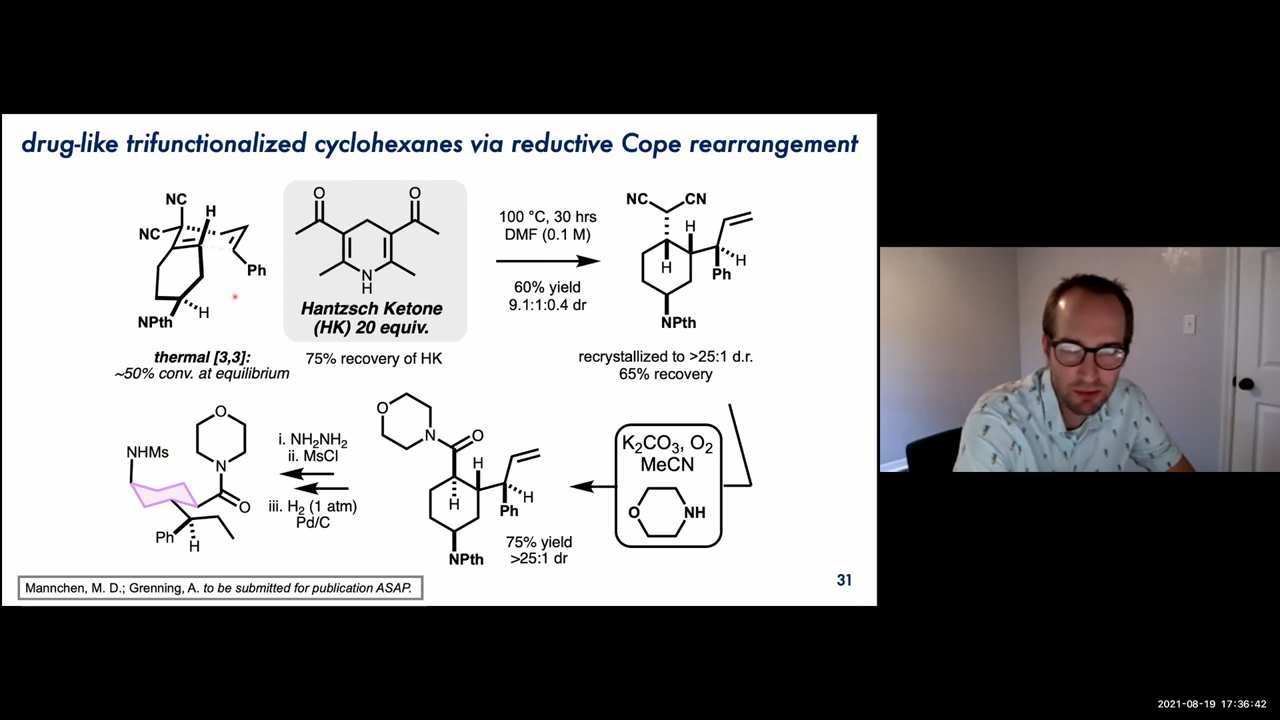 drug-like trifunctionalized cyclohexanes via reductive Cope rearrangement
NC
NC
H
Ph
H
NPth
thermal [3,3]:
~50% conv. at equilibrium
O
O
N
H
Hantzsch Ketone
(HK) 20 equiv.
75% recovery of HK
100 °C, 30 hrs
DMF (0.1 M)
60% yield
9.1:1:0.4 dr
NC
CN
H
H
H
Ph
NPth
recrystallized to >25:1 d.r.
65% recovery
K2CO3, O2
MeCN
O
NH
O
N
O
H
H
H
Ph
NPth
75% yield
>25:1 dr
i. NH2NH2
ii. MsCl
iii. H2 (1 atm)
Pd/C
O
N
NHMs
O
Ph
H
Mannchen, M. D.; Grenning, A. to be submitted for publication ASAP.
31
2021-08-19 17:36:42